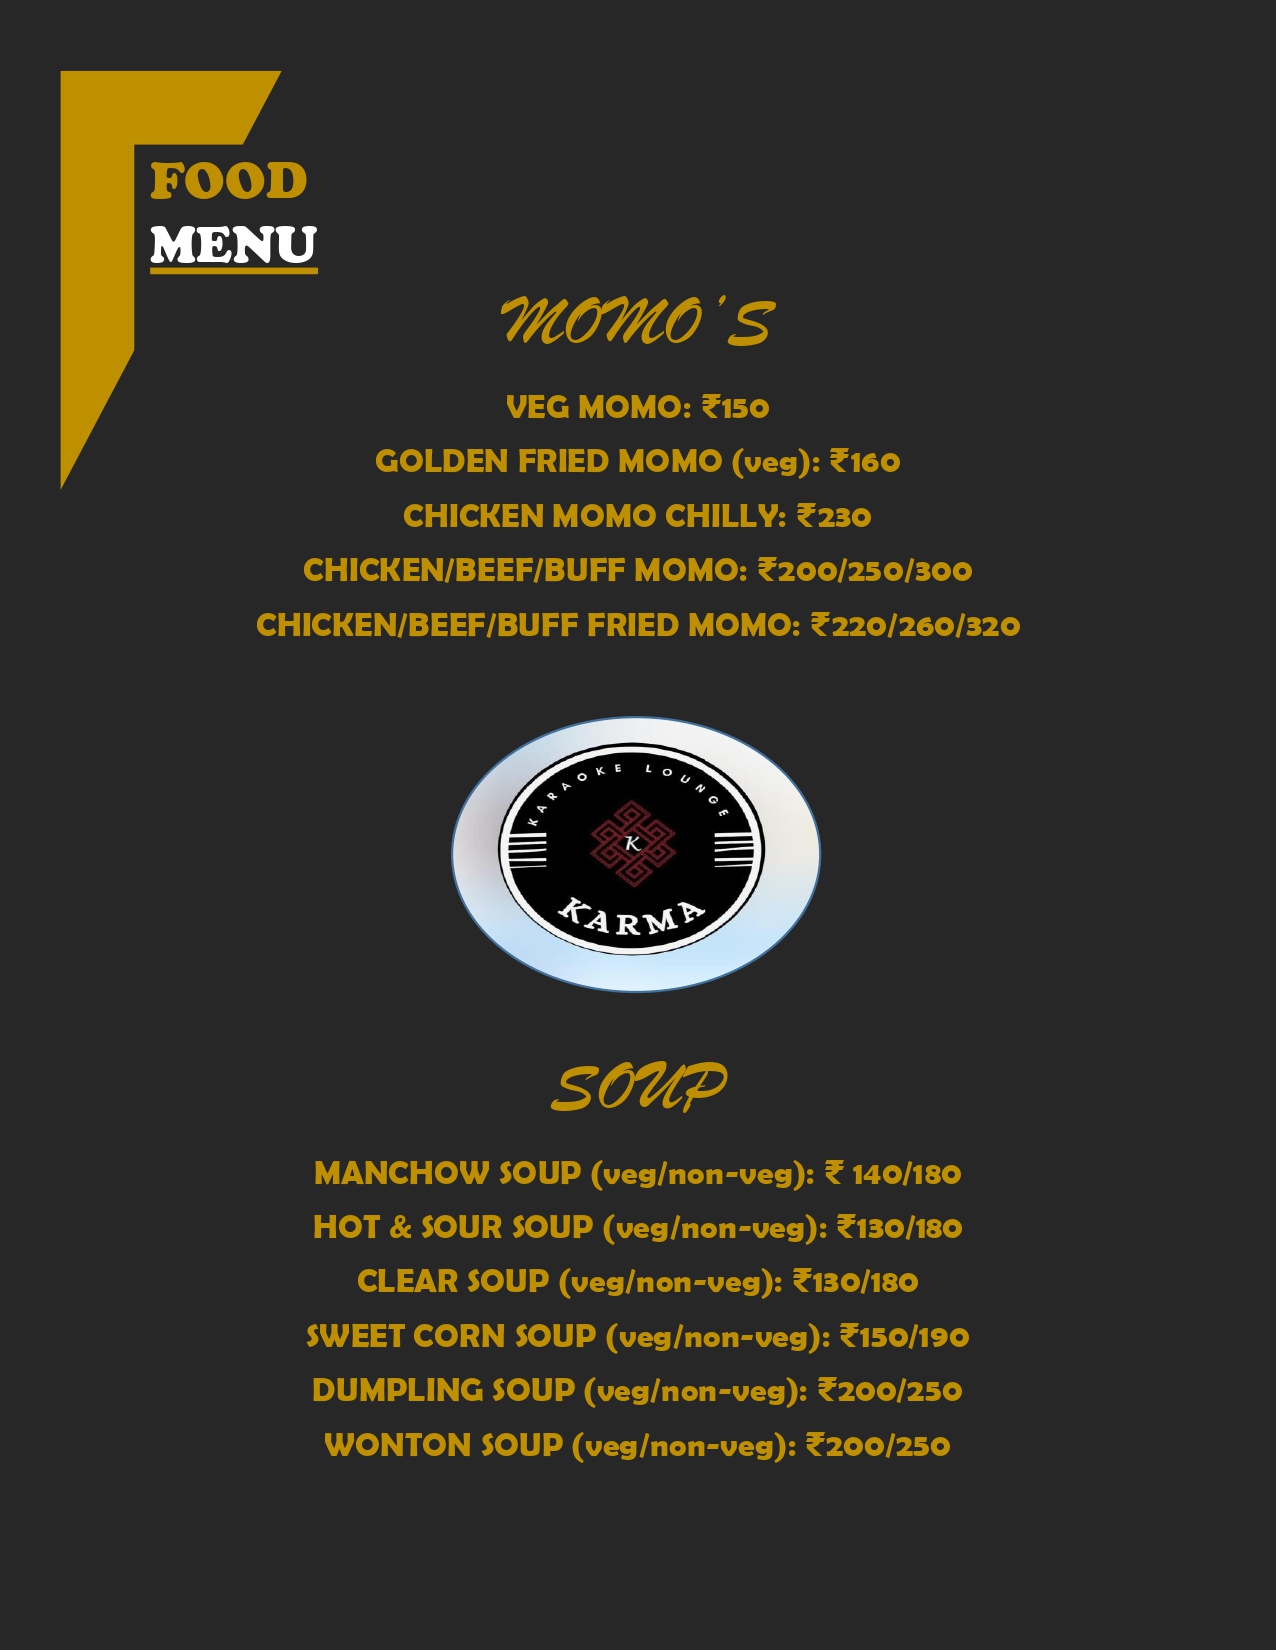 FOOD
MENU
MOMO'S
VEG MOMO: ₹150
GOLDEN FRIED MOMO (veg): ₹160
CHICKEN MOMO CHILLY: ₹230
CHICKEN/BEEF/BUFF MOMO: ₹200/250/300
CHICKEN/BEEF/BUFF FRIED MOMO: ₹220/260/320
KARAOKE LOUNGE
K
KARMA
SOUP
MANCHOW SOUP (veg/non-veg): ₹ 140/180
HOT & SOUR SOUP (veg/non-veg): ₹130/180
CLEAR SOUP (veg/non-veg): ₹130/180
SWEET CORN SOUP (veg/non-veg): ₹150/190
DUMPLING SOUP (veg/non-veg): ₹200/250
WONTON SOUP (veg/non-veg): ₹200/250